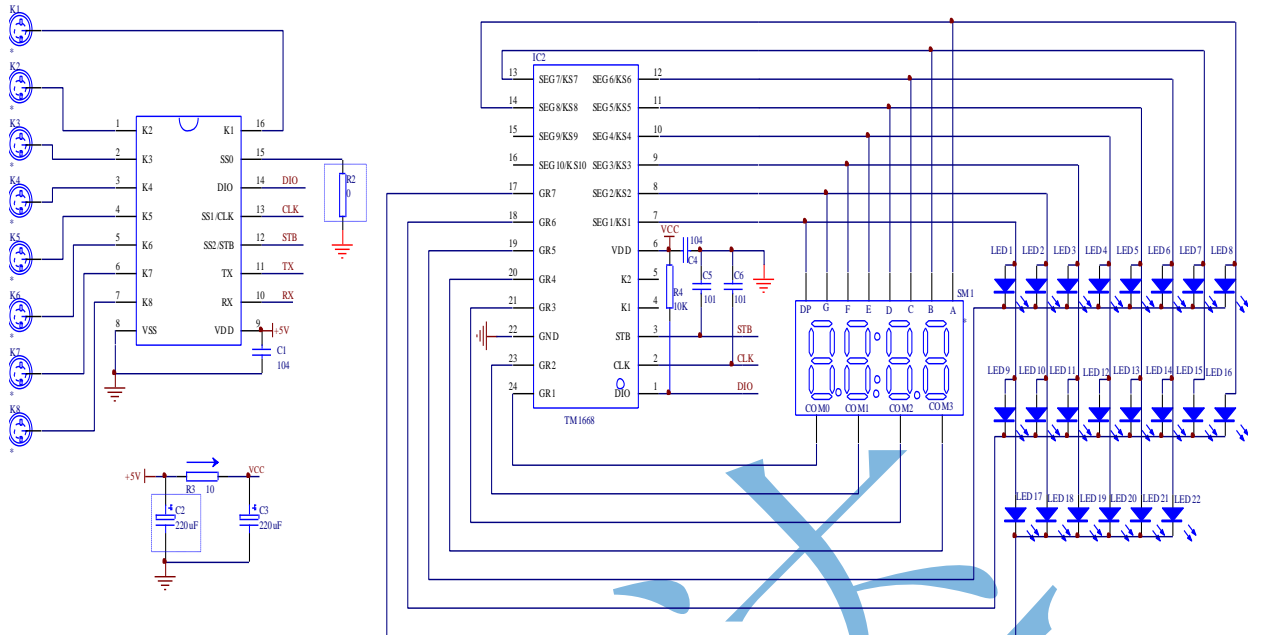 K1
*
K2
*
K3
*
K4
*
K5
*
K6
*
K7
*
K8
*
1 K2 K1 16
2 K3 SS0 15
3 K4 DIO 14 DIO
4 K5 SS1/CLK 13 CLK
5 K6 SS2/STB 12 STB
6 K7 TX 11 TX
7 K8 RX 10 RX
8 VSS VDD 9 +5V
C1
104
R2
0
+5V
R3 10
VCC
C2
220uF
C3
220uF
IC2
13 SEG7/KS7 SEG6/KS6 12
14 SEG8/KS8 SEG5/KS5 11
15 SEG9/KS9 SEG4/KS4 10
16 SEG10/KS10 SEG3/KS3 9
17 GR7 SEG2/KS2 8
18 GR6 SEG1/KS1 7
19 GR5 VDD 6
20 GR4 K2 5
21 GR3 K1 4
22 GND STB 3 STB
23 GR2 CLK 2 CLK
24 GR1 DIO 1 DIO
TM1668
VCC
104
C4
C5
101
C6
101
R4
10K
SM1
*
DP G F E D C B A
COM0 COM1 COM2 COM3
LED1 LED2 LED3 LED4 LED5 LED6 LED7 LED8
LED9 LED10 LED11 LED12 LED13 LED14 LED15 LED16
LED17 LED18 LED19 LED20 LED21 LED22